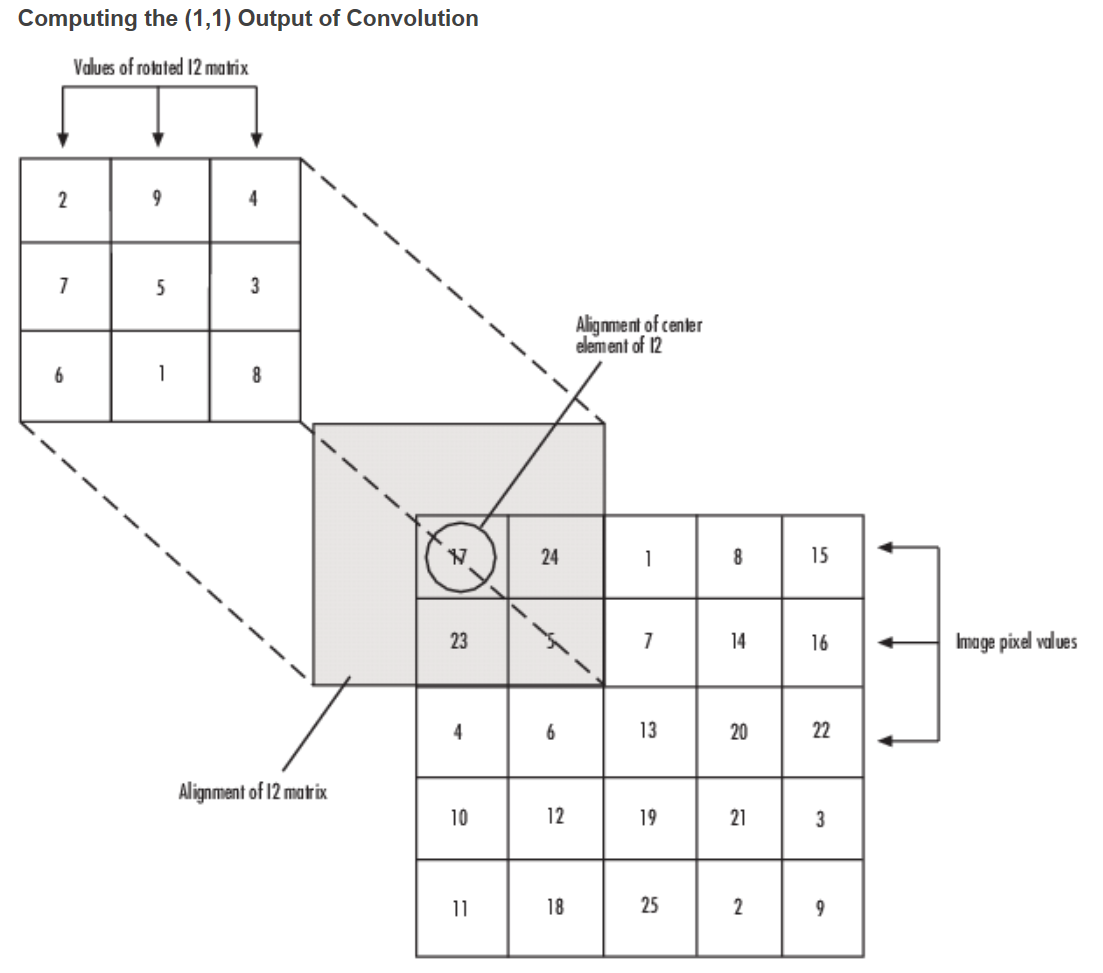 Computing the (1,1) Output of Convolution
Values of rotated I2 matrix
2 9 4
7 5 3
6 1 8
Alignment of center
element of I2
17 24 1 8 15
23 5 7 14 16
Image pixel values
4 6 13 20 22
Alignment of I2 matrix
10 12 19 21 3
11 18 25 2 9